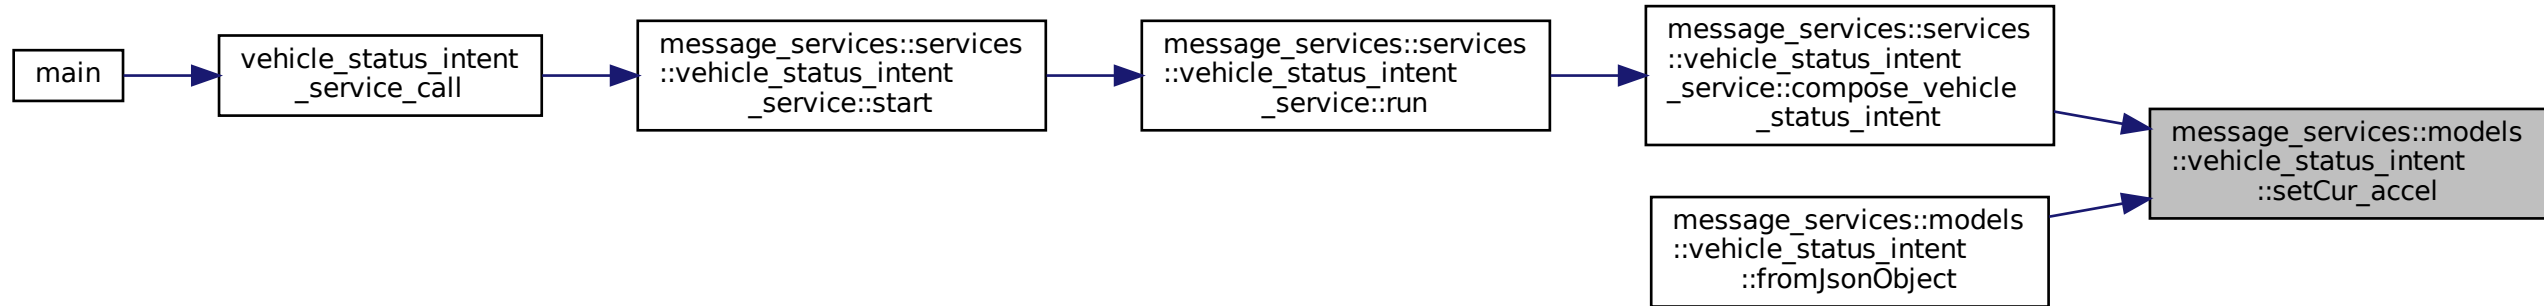 main
vehicle_status_intent
_service_call
message_services::services
::vehicle_status_intent
_service::start
message_services::services
::vehicle_status_intent
_service::run
message_services::services
::vehicle_status_intent
_service::compose_vehicle
_status_intent
message_services::models
::vehicle_status_intent
::fromJsonObject
message_services::models
::vehicle_status_intent
::setCur_accel